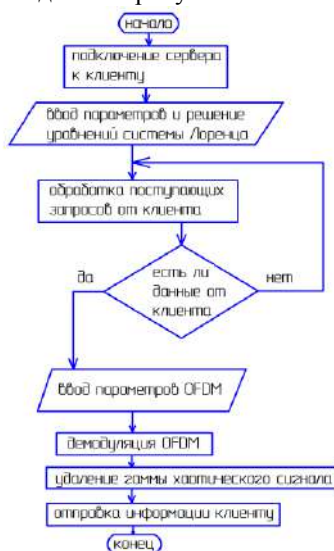 начало
подключение сервера
к клиенту
ввод параметров и решение
уравнений системы Лоренца
обработка поступающих
запросов от клиента
да
есть ли
данные от
клиента
нет
ввод параметров OFDM
демодуляция OFDM
удаление гаммы хаотического сигнала
отправка информации клиенту
конец